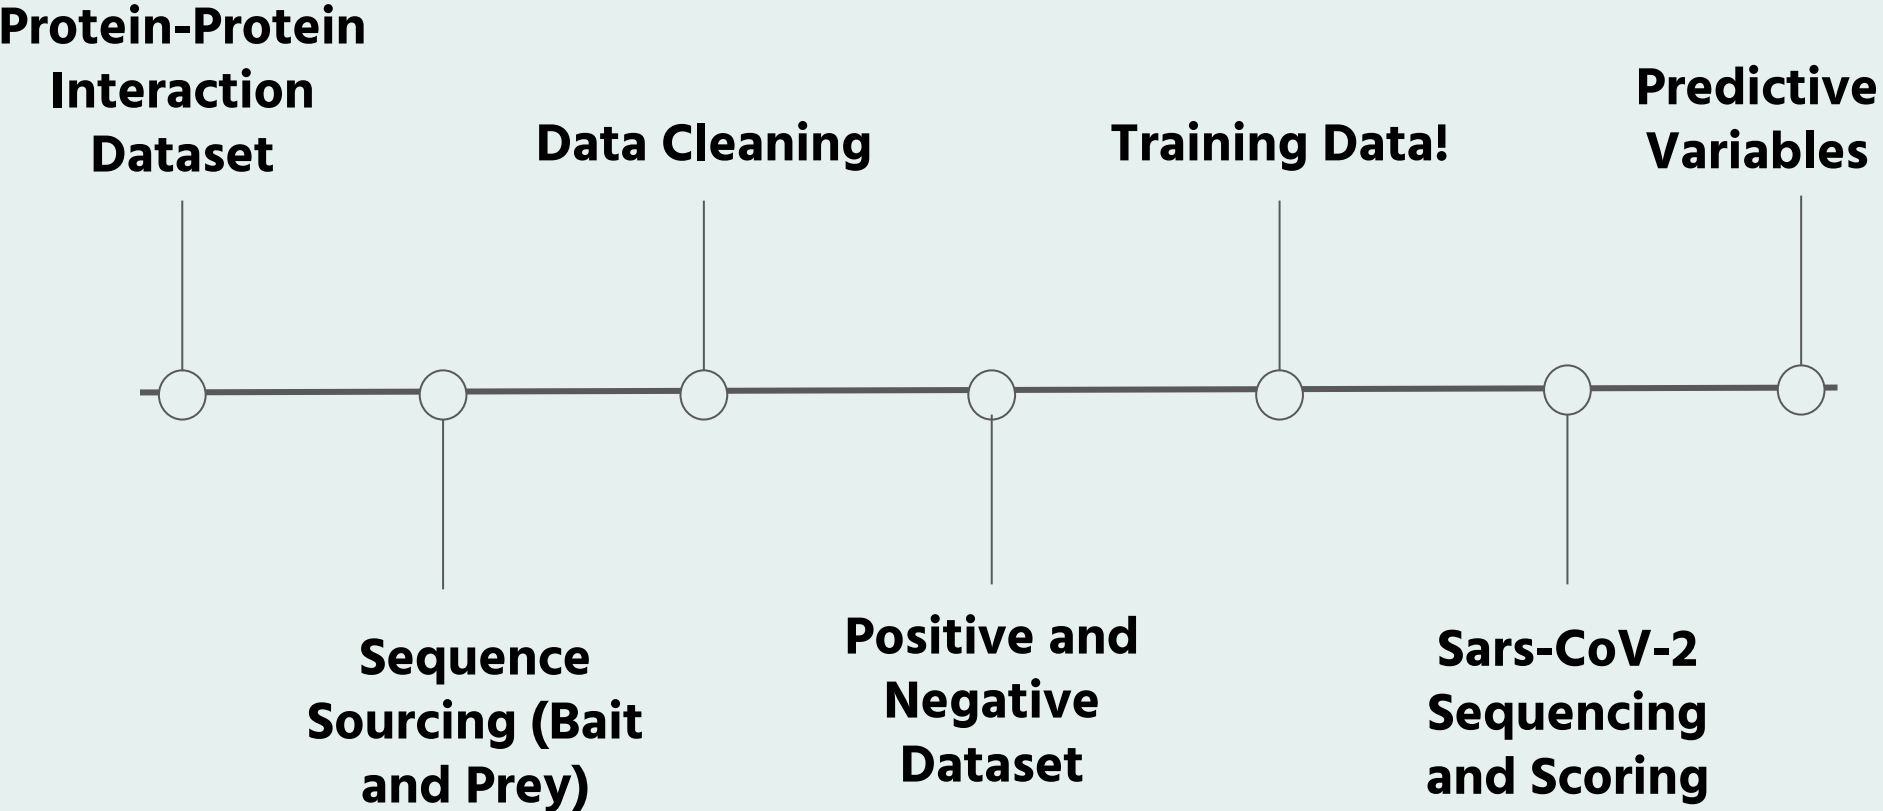 Protein-Protein
Interaction
Dataset
Sequence
Sourcing (Bait
and Prey)
Data Cleaning
Positive and
Negative
Dataset
Training Data!
Sars-CoV-2
Sequencing
and Scoring
Predictive
Variables